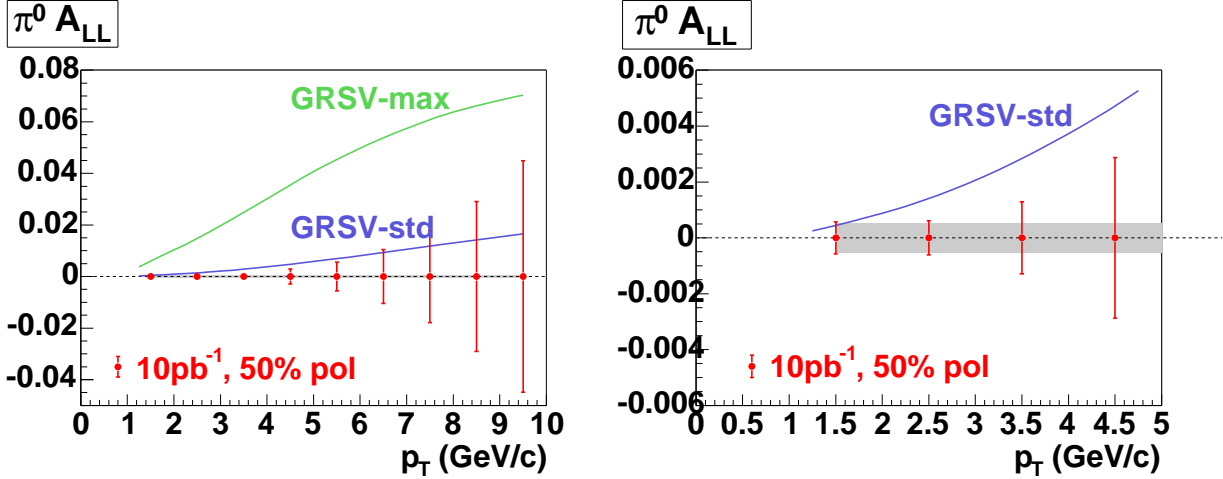 π⁰ A_LL
0.08
0.06
0.04
0.02
0
-0.02
-0.04
GRSV-max
GRSV-std
10pb⁻¹, 50% pol
0 1 2 3 4 5 6 7 8 9 10
p_T (GeV/c)
π⁰ A_LL
0.006
0.004
0.002
0
-0.002
-0.004
-0.006
GRSV-std
10pb⁻¹, 50% pol
0 0.5 1 1.5 2 2.5 3 3.5 4 4.5 5
p_T (GeV/c)